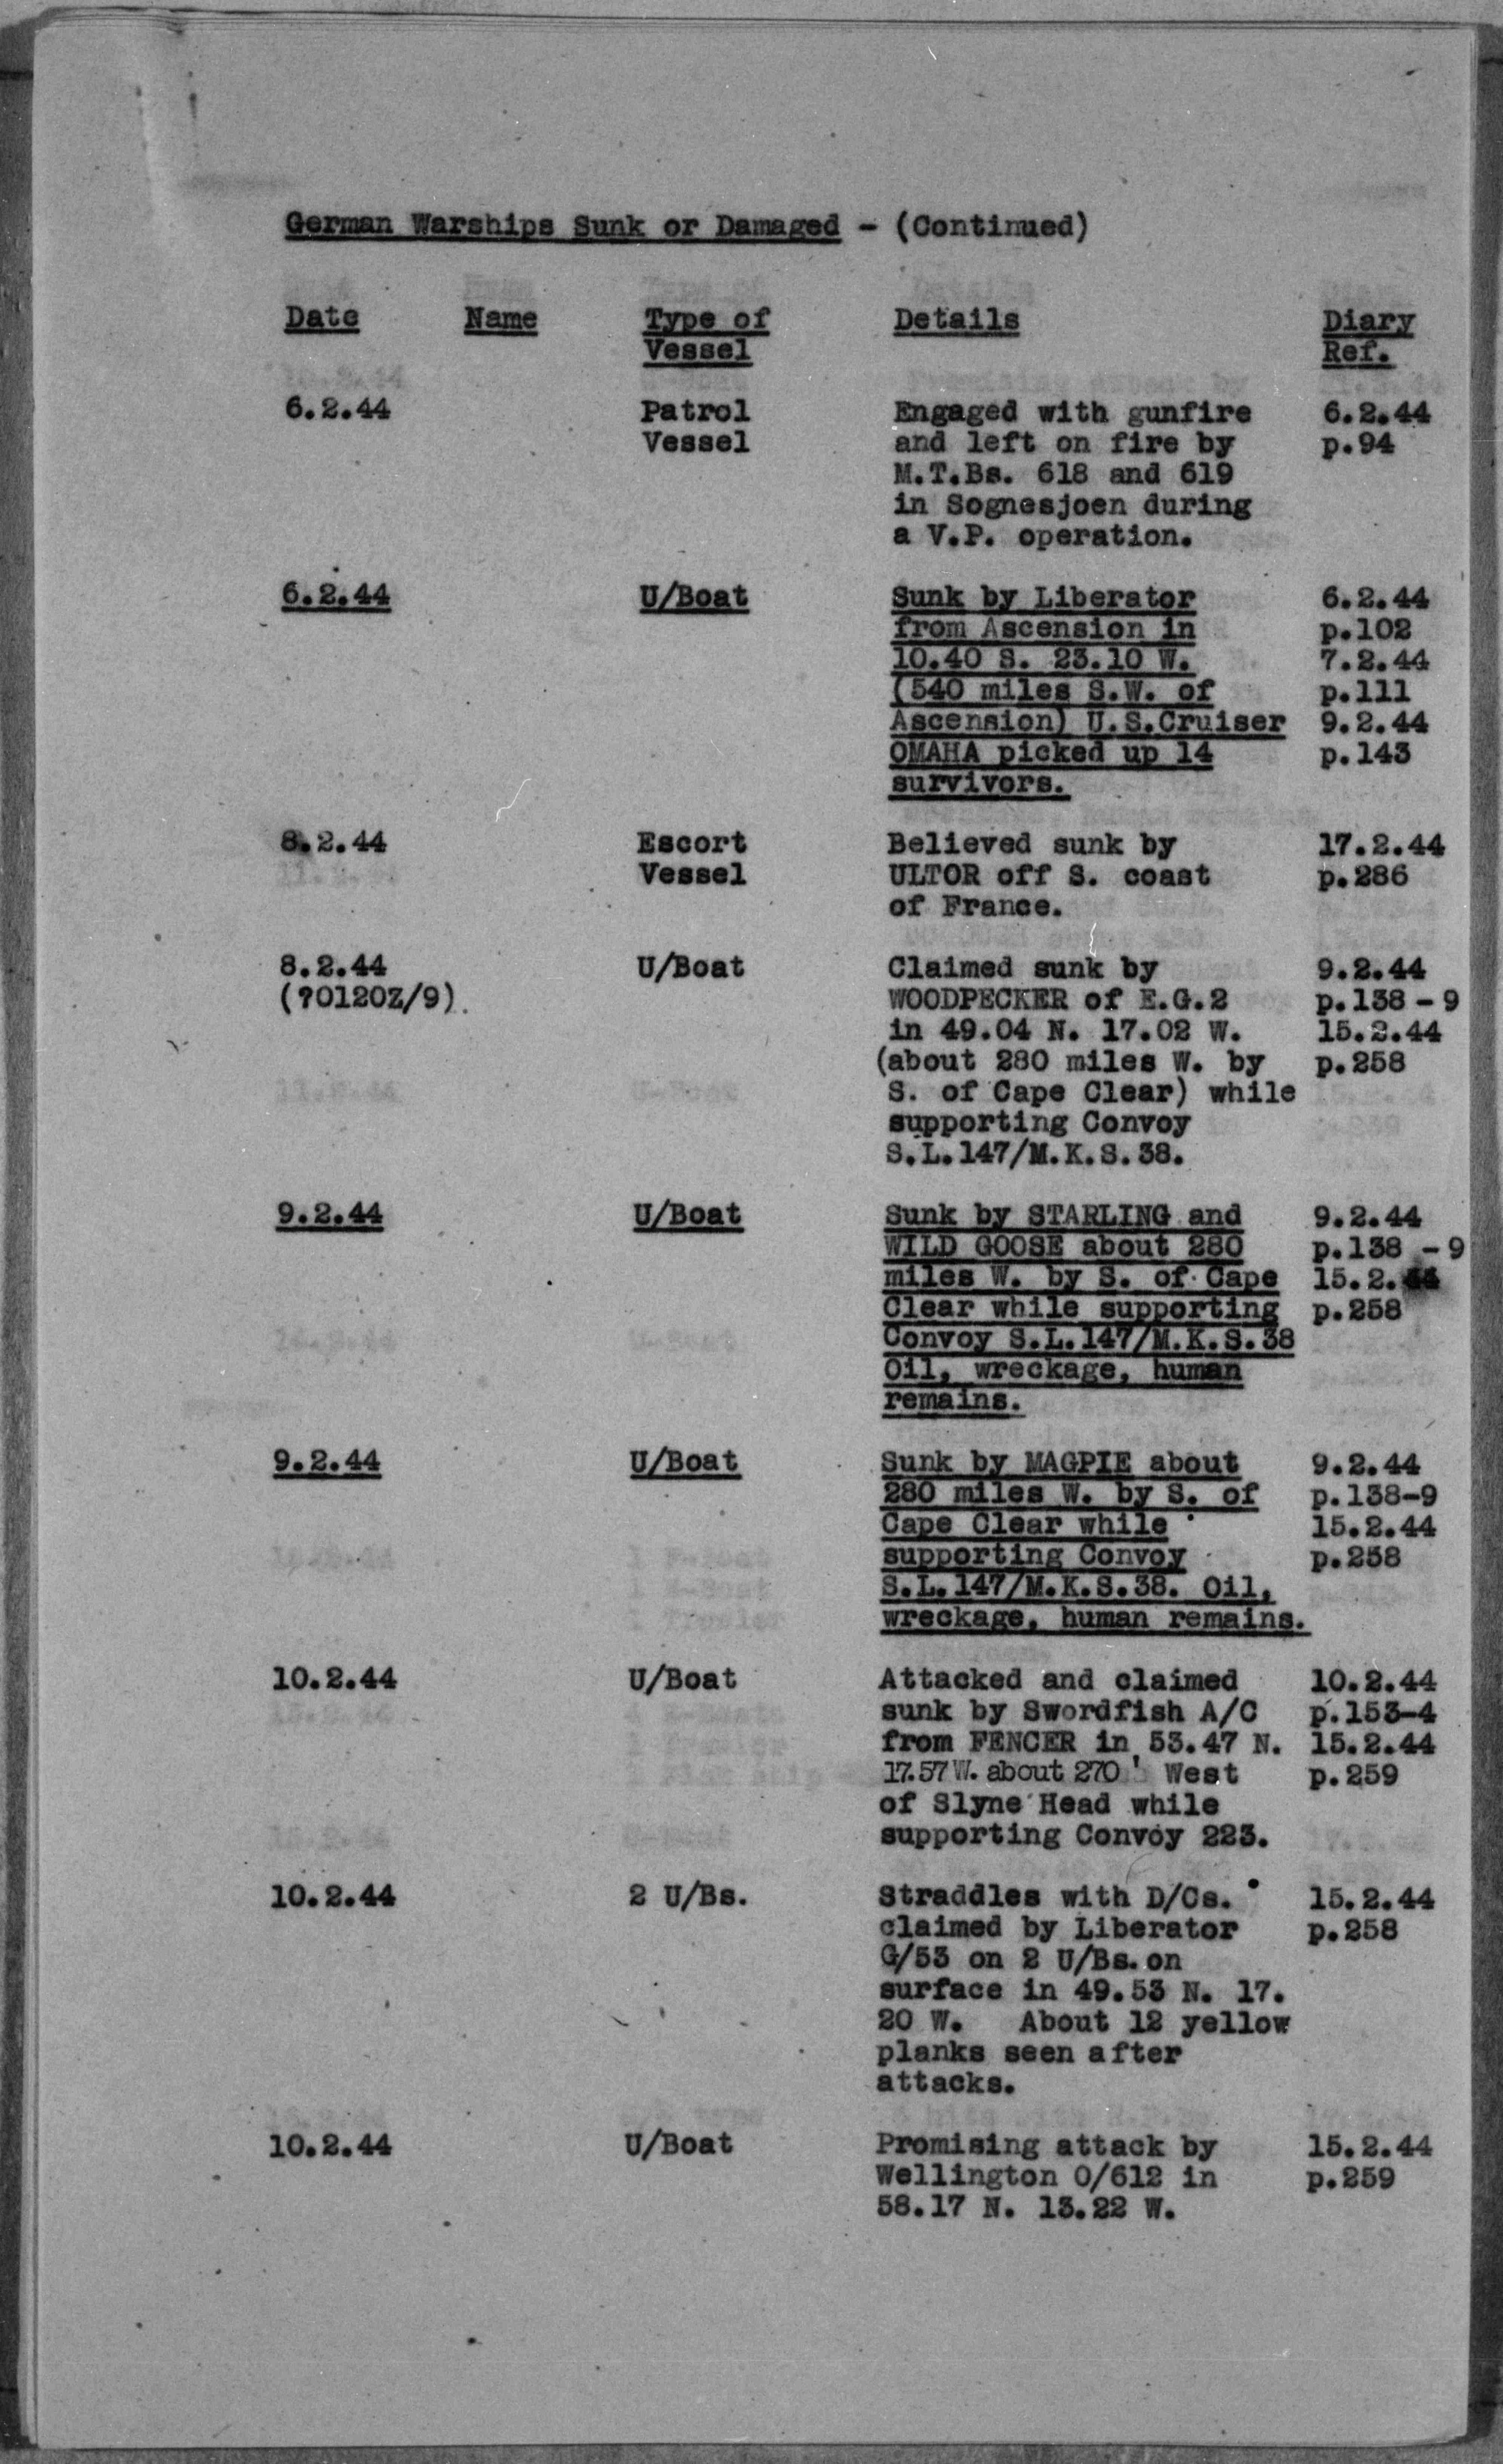 German Warships Sunk or Damaged - (Continued)
Date Name Type of Details Diary
Vessel Ref.
6.2.44 Patrol Engaged with gunfire 6.2.44
Vessel and left on fire by p.94
M.T.Bs. 618 and 619
in Sognesjoen during
a V.P. operation.
6.2.44 U/Boat Sunk by Liberator 6.2.44
from Ascension in p.102
10.40 S. 23.10 W. 7.2.44
(540 miles S.W. of p.111
Ascension) U.S.Cruiser 9.2.44
OMAHA picked up 14 p.143
survivors.
8.2.44 Escort Believed sunk by 17.2.44
Vessel ULTOR off S. coast p.286
of France.
8.2.44 U/Boat Claimed sunk by 9.2.44
(?0120Z/9). WOODPECKER of E.G.2 p.138 - 9
in 49.04 N. 17.02 W. 15.2.44
(about 280 miles W. by p.258
S. of Cape Clear) while
supporting Convoy
S.L.147/M.K.S.38.
9.2.44 U/Boat Sunk by STARLING and 9.2.44
WILD GOOSE about 280 p.138 - 9
miles W. by S. of Cape 15.2.44
Clear while supporting p.258
Convoy S.L.147/M.K.S.38
Oil, wreckage, human
remains.
9.2.44 U/Boat Sunk by MAGPIE about 9.2.44
280 miles W. by S. of p.138-9
Cape Clear while 15.2.44
supporting Convoy p.258
S.L.147/M.K.S.38. Oil,
wreckage, human remains.
10.2.44 U/Boat Attacked and claimed 10.2.44
sunk by Swordfish A/C p.153-4
from FENCER in 53.47 N. 15.2.44
17.57 W. about 270 ' West p.259
of Slyne Head while
supporting Convoy 223.
10.2.44 2 U/Bs. Straddles with D/Cs. 15.2.44
claimed by Liberator p.258
G/53 on 2 U/Bs. on
surface in 49.53 N. 17.
20 W. About 12 yellow
planks seen after
attacks.
10.2.44 U/Boat Promising attack by 15.2.44
Wellington O/612 in p.259
58.17 N. 13.22 W.